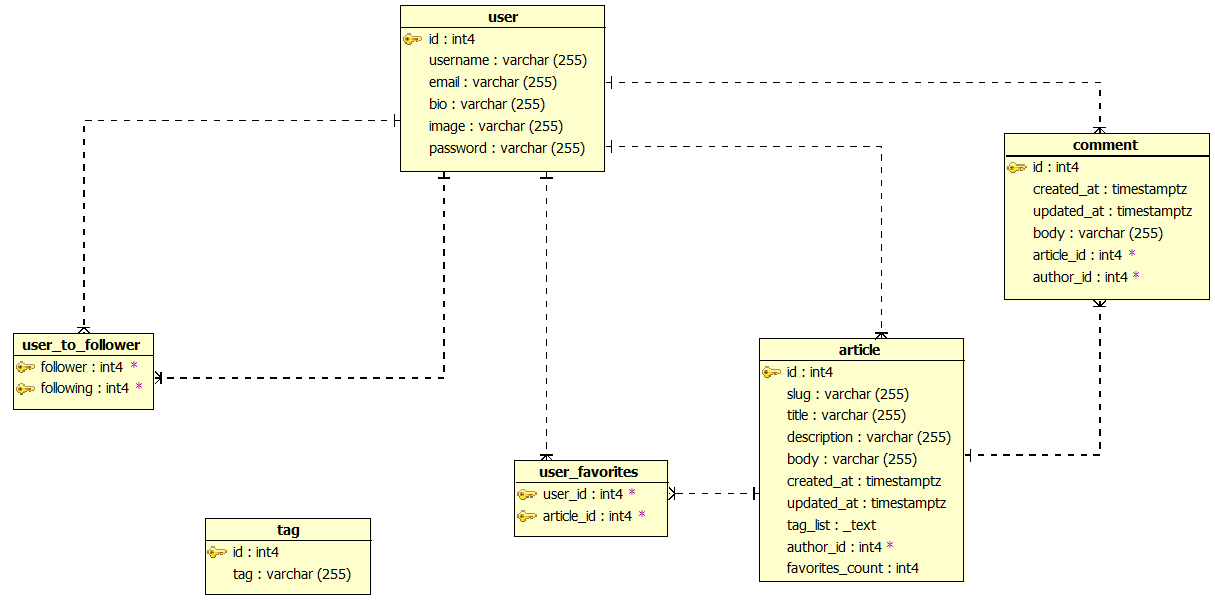 user
id : int4
username : varchar (255)
email : varchar (255)
bio : varchar (255)
image : varchar (255)
password : varchar (255)
comment
id : int4
created_at : timestamptz
updated_at : timestamptz
body : varchar (255)
article_id : int4 *
author_id : int4 *
user_to_follower
follower : int4 *
following : int4 *
article
id : int4
slug : varchar (255)
title : varchar (255)
description : varchar (255)
body : varchar (255)
created_at : timestamptz
updated_at : timestamptz
tag_list : _text
author_id : int4 *
favorites_count : int4
user_favorites
user_id : int4 *
article_id : int4 *
tag
id : int4
tag : varchar (255)